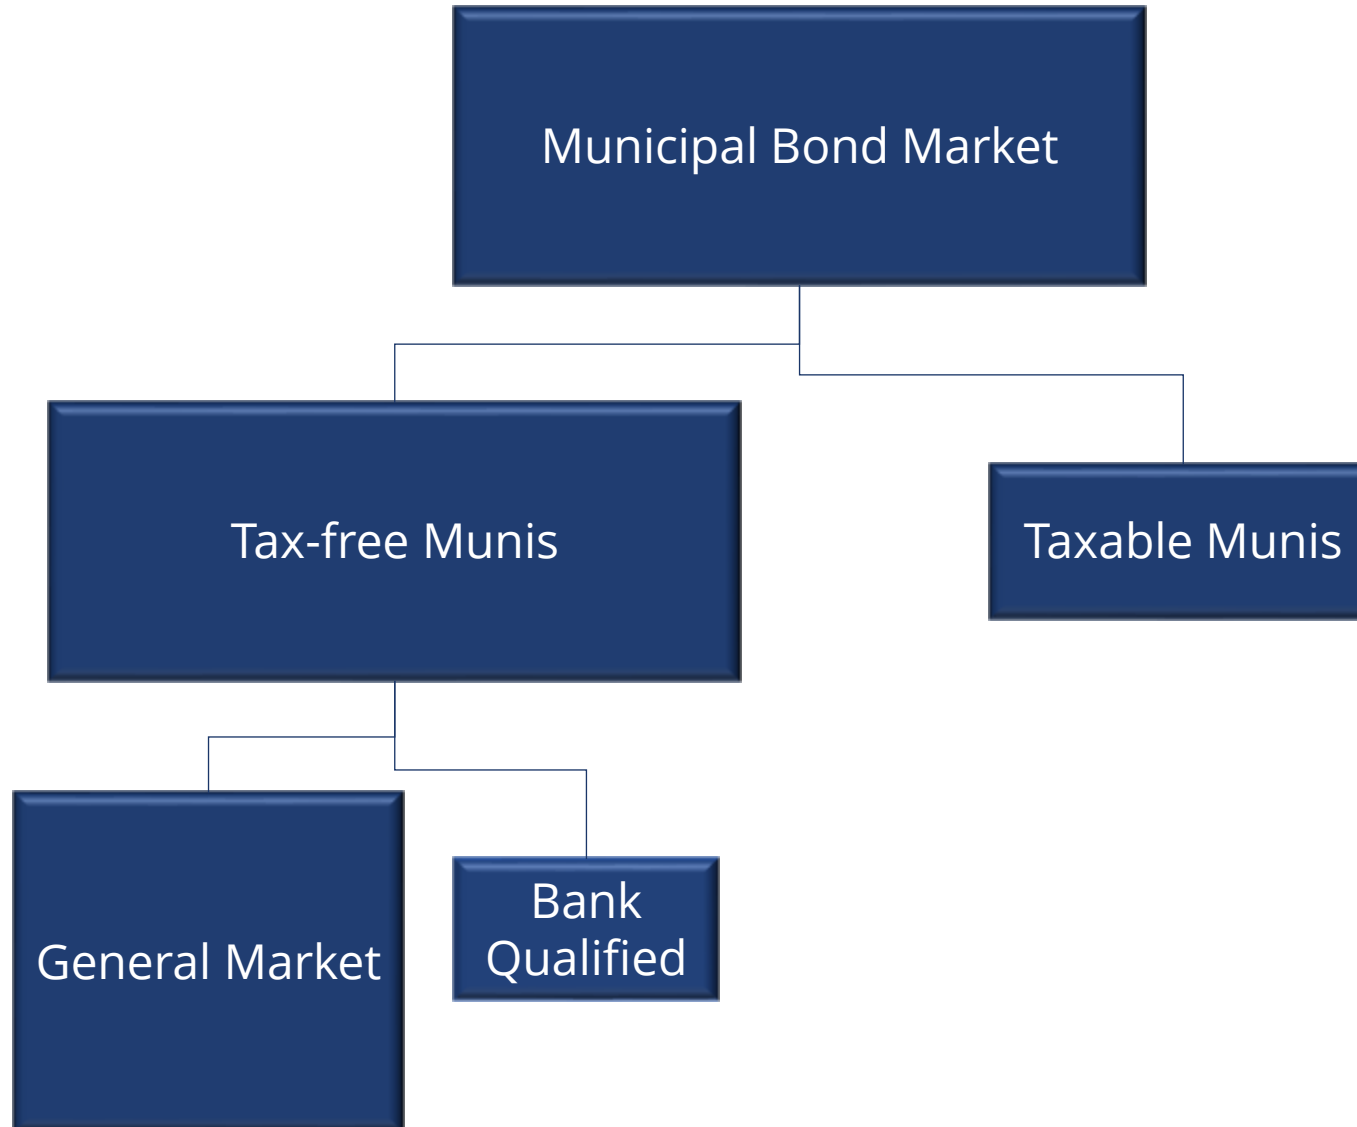 Municipal Bond Market
Tax-free Munis
Taxable Munis
General Market
Bank
Qualified